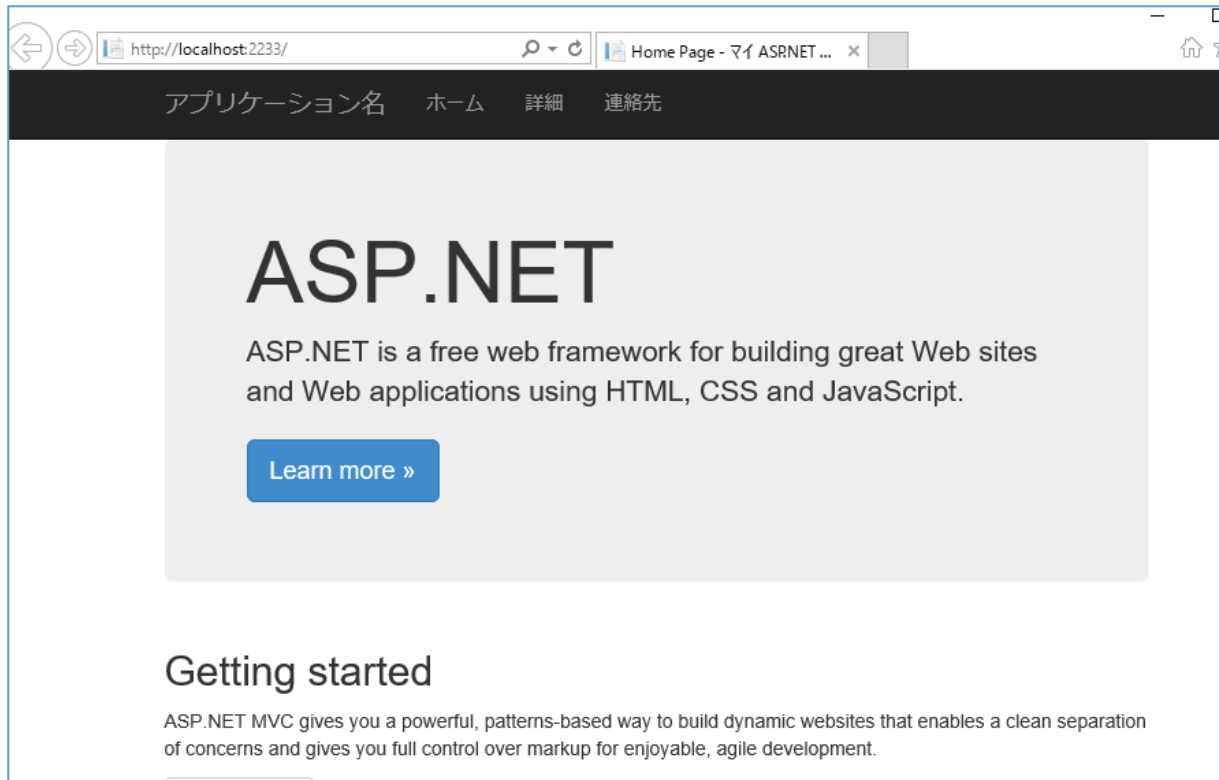 http://localhost:2233/
Home Page - マイ ASP.NET ...
アプリケーション名 ホーム 詳細 連絡先
ASP.NET
ASP.NET is a free web framework for building great Web sites
and Web applications using HTML, CSS and JavaScript.
Learn more »
Getting started
ASP.NET MVC gives you a powerful, patterns-based way to build dynamic websites that enables a clean separation
of concerns and gives you full control over markup for enjoyable, agile development.